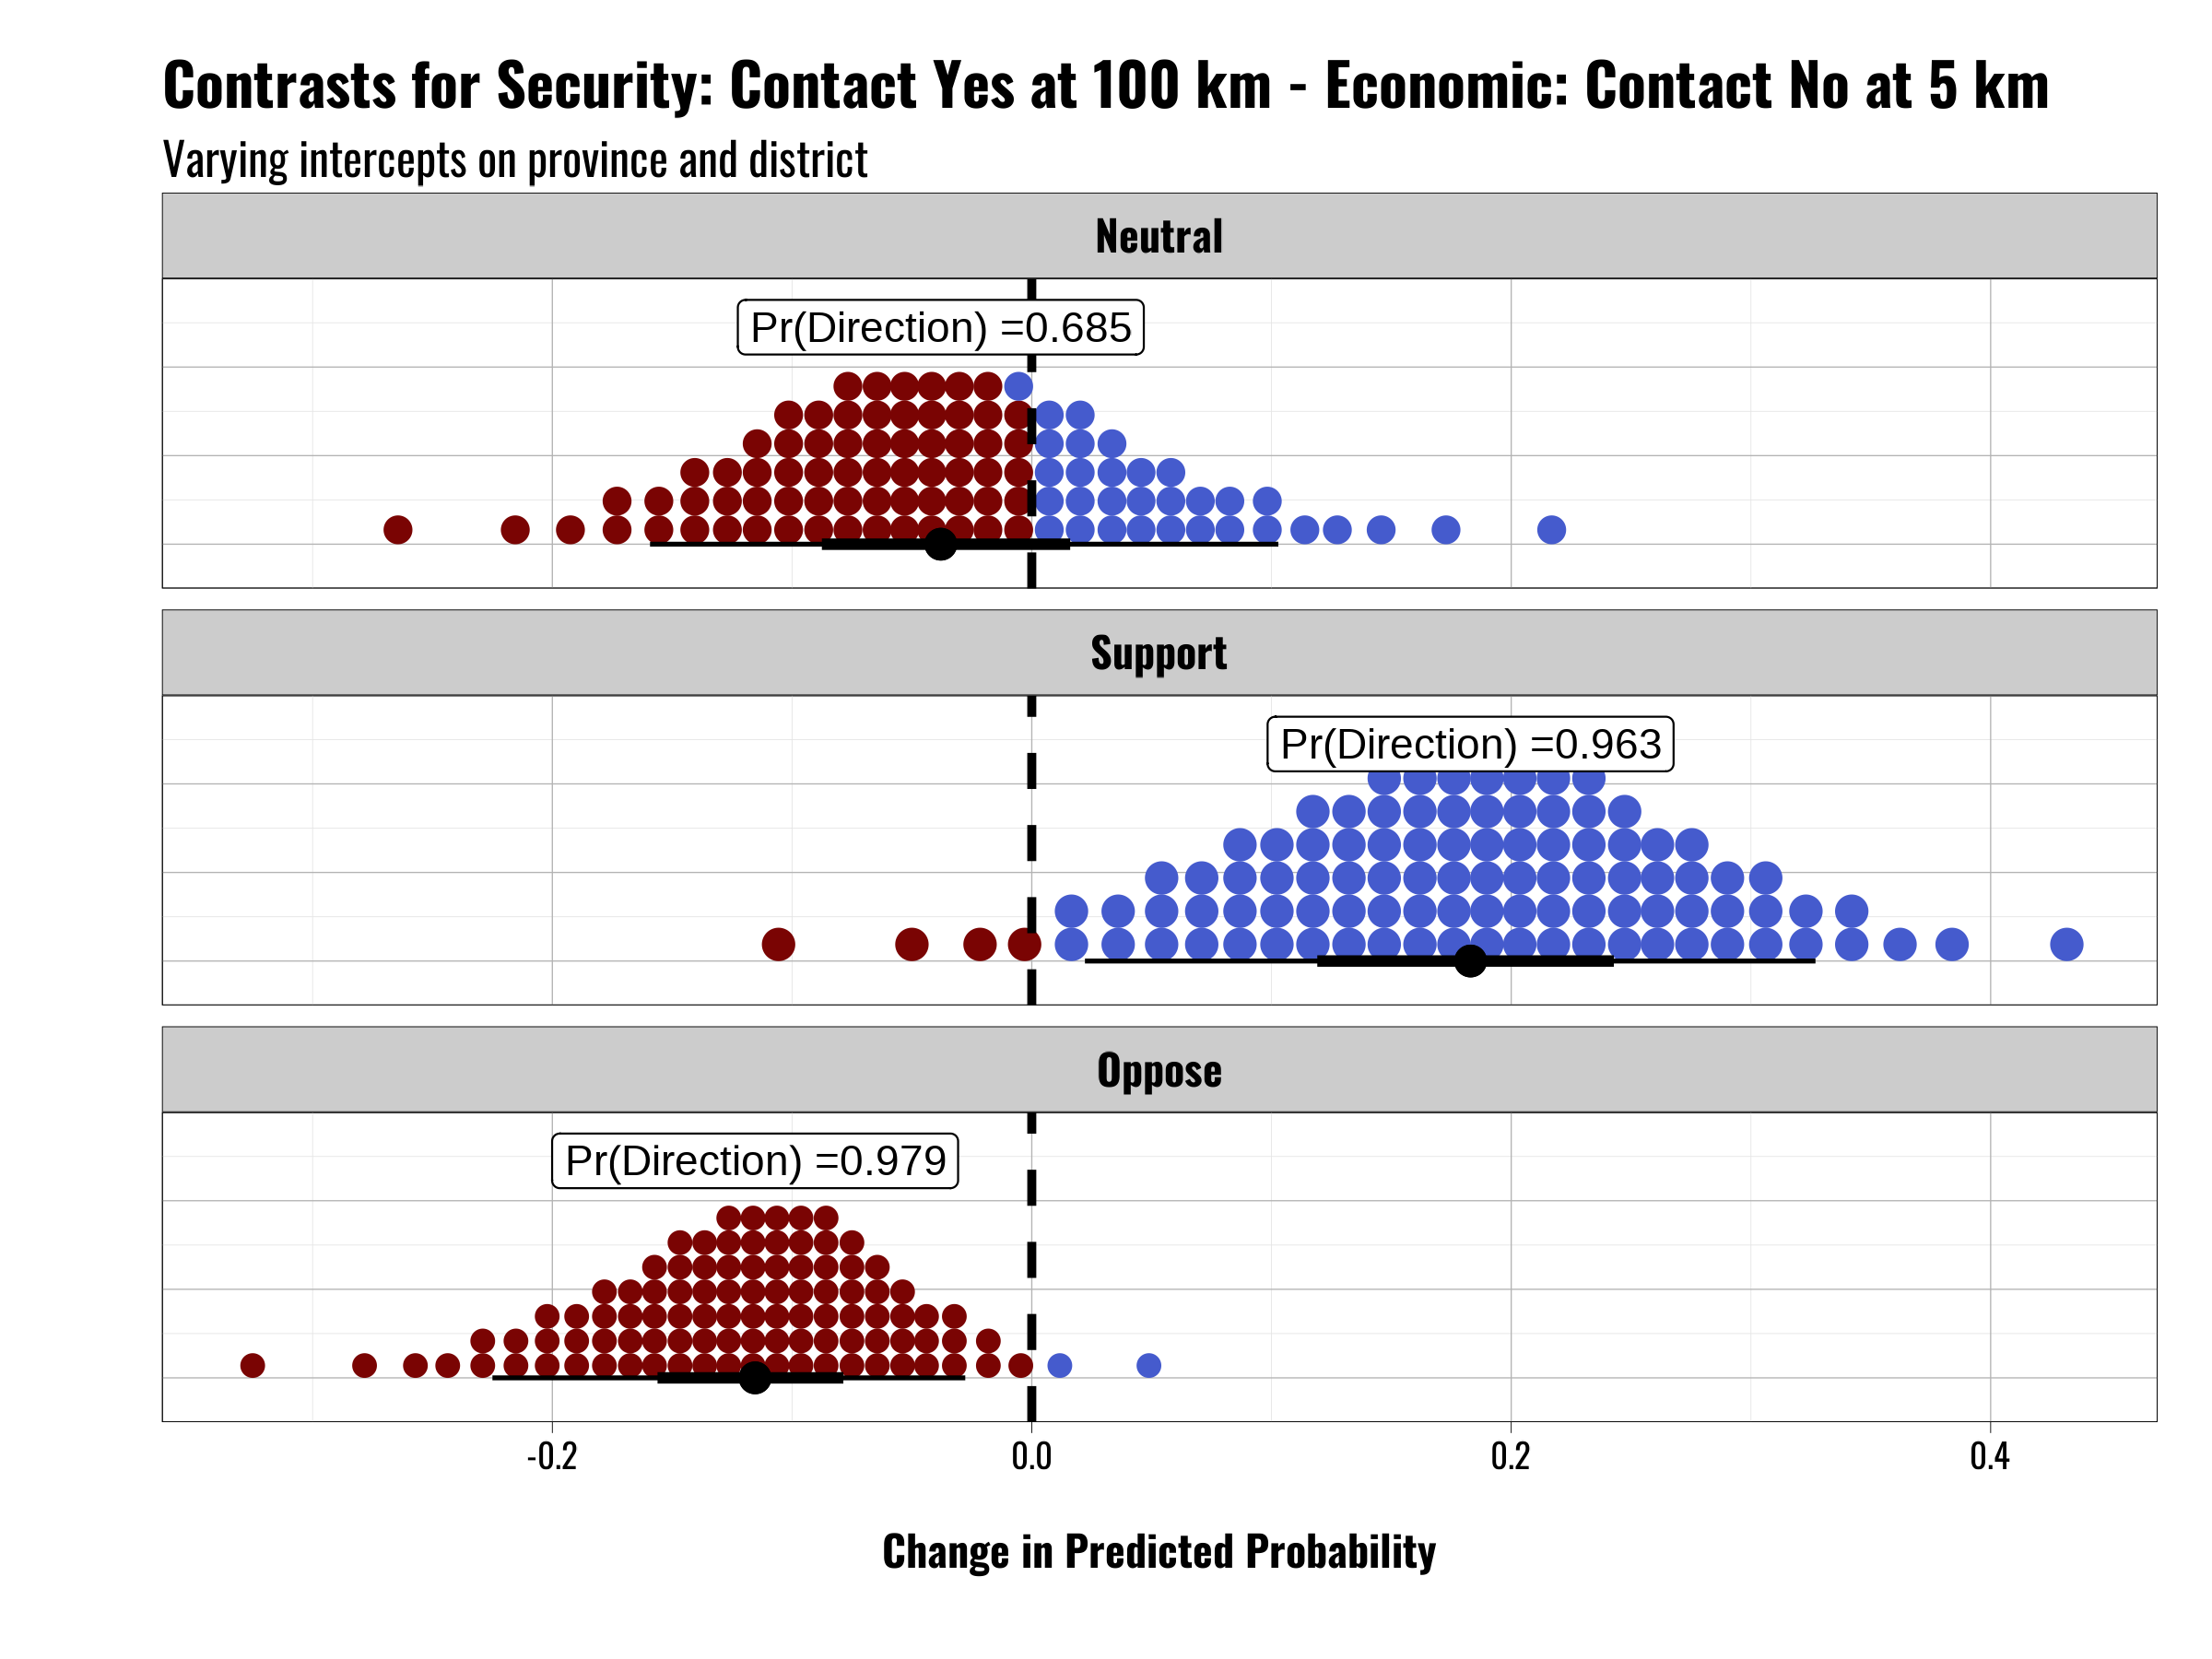 Contrasts for Security: Contact Yes at 100 km - Economic: Contact No at 5 km
Varying intercepts on province and district
Neutral
Pr(Direction) =0.685
Support
Pr(Direction) =0.963
Oppose
Pr(Direction) =0.979
-0.2 0.0 0.2 0.4
Change in Predicted Probability